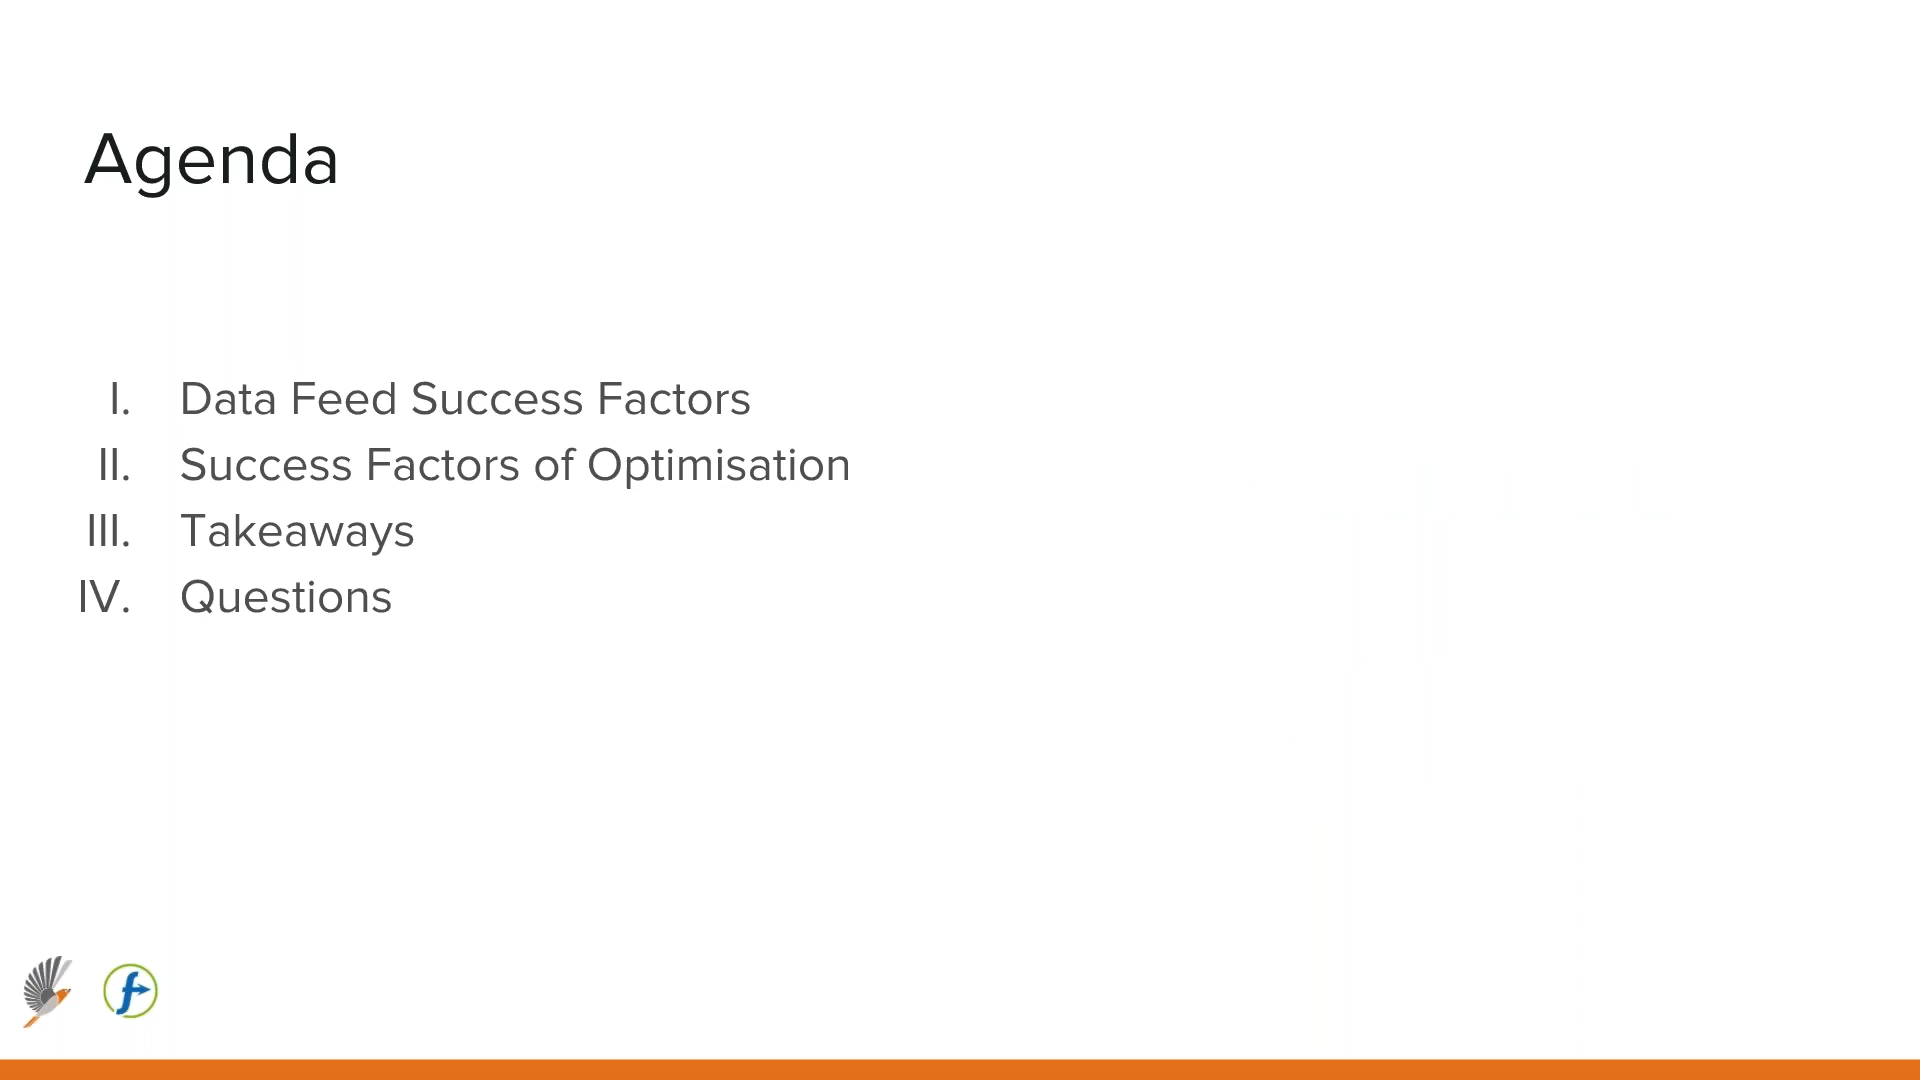 Agenda
I. Data Feed Success Factors
II. Success Factors of Optimisation
III. Takeaways
IV. Questions